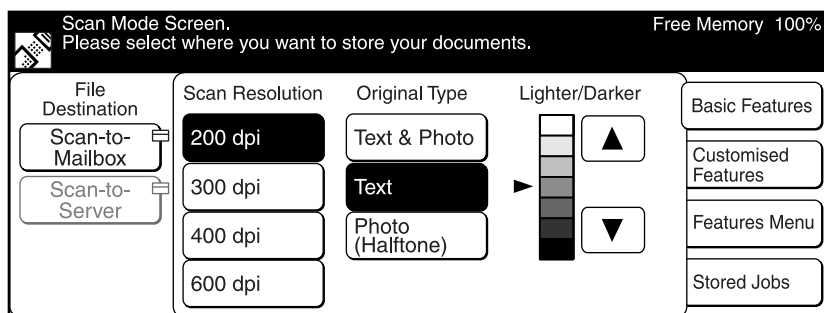 Scan Mode Screen.
Please select where you want to store your documents.
Free Memory 100%
File
Destination
Scan-to-
Mailbox
Scan-to-
Server
Scan Resolution
200 dpi
300 dpi
400 dpi
600 dpi
Original Type
Text & Photo
Text
Photo
(Halftone)
Lighter/Darker
Basic Features
Customised
Features
Features Menu
Stored Jobs